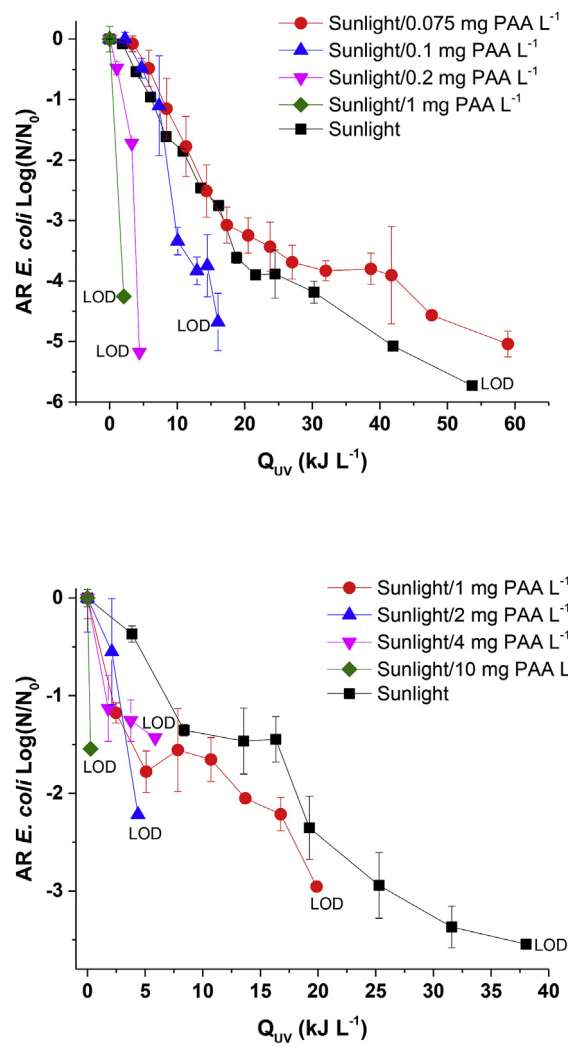 Sunlight/0.075 mg PAA L⁻¹
Sunlight/0.1 mg PAA L⁻¹
Sunlight/0.2 mg PAA L⁻¹
Sunlight/1 mg PAA L⁻¹
Sunlight
AR E. coli Log(N/N₀)
0
-1
-2
-3
-4
-5
-6
LOD
LOD
LOD
LOD
0 10 20 30 40 50 60
Q_UV (kJ L⁻¹)
Sunlight/1 mg PAA L⁻¹
Sunlight/2 mg PAA L⁻¹
Sunlight/4 mg PAA L⁻¹
Sunlight/10 mg PAA L
Sunlight
AR E. coli Log(N/N₀)
0
-1
-2
-3
LOD
LOD
LOD
LOD
LOD
0 5 10 15 20 25 30 35 40
Q_UV (kJ L⁻¹)